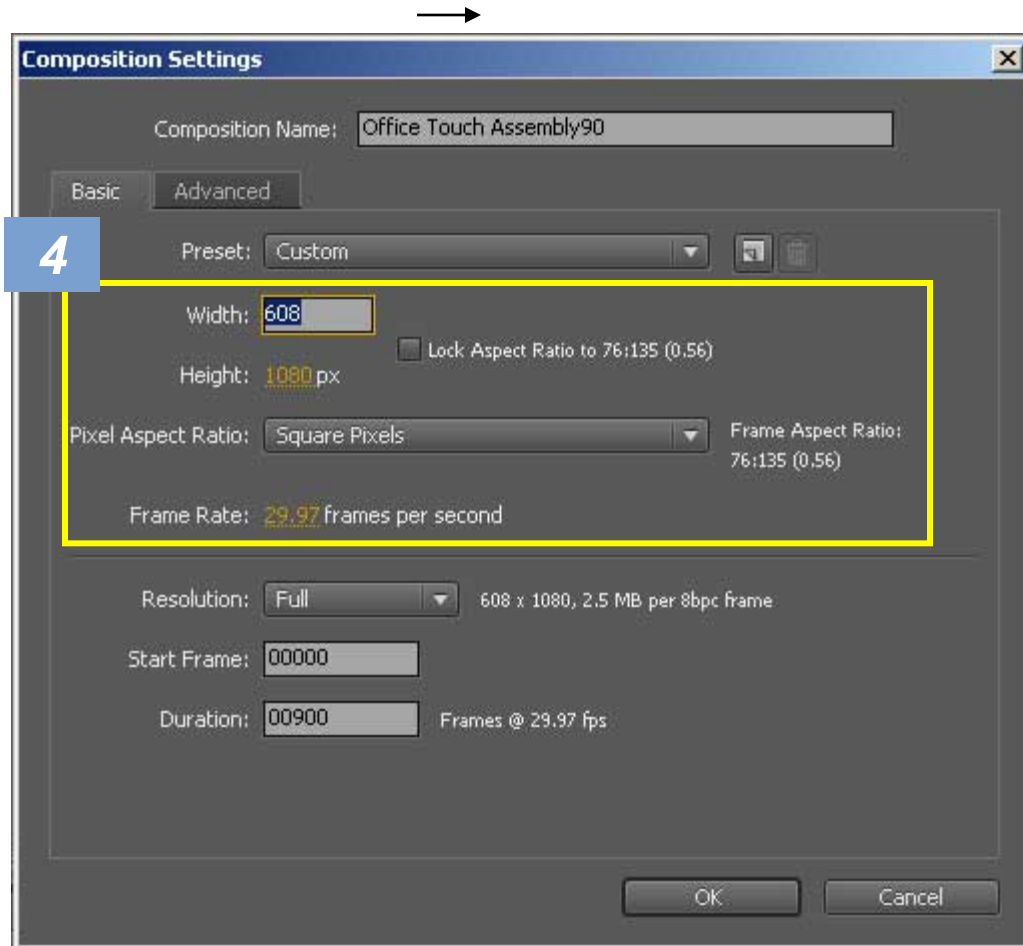 Composition Settings
Composition Name: Office Touch Assembly90
Basic Advanced
4
Preset: Custom
Width: 608
Lock Aspect Ratio to 76:135 (0.56)
Height: 1080 px
Pixel Aspect Ratio: Square Pixels
Frame Aspect Ratio:
76:135 (0.56)
Frame Rate: 29.97 frames per second
Resolution: Full 608 x 1080, 2.5 MB per 8bpc frame
Start Frame: 00000
Duration: 00900 Frames @ 29.97 fps
OK Cancel